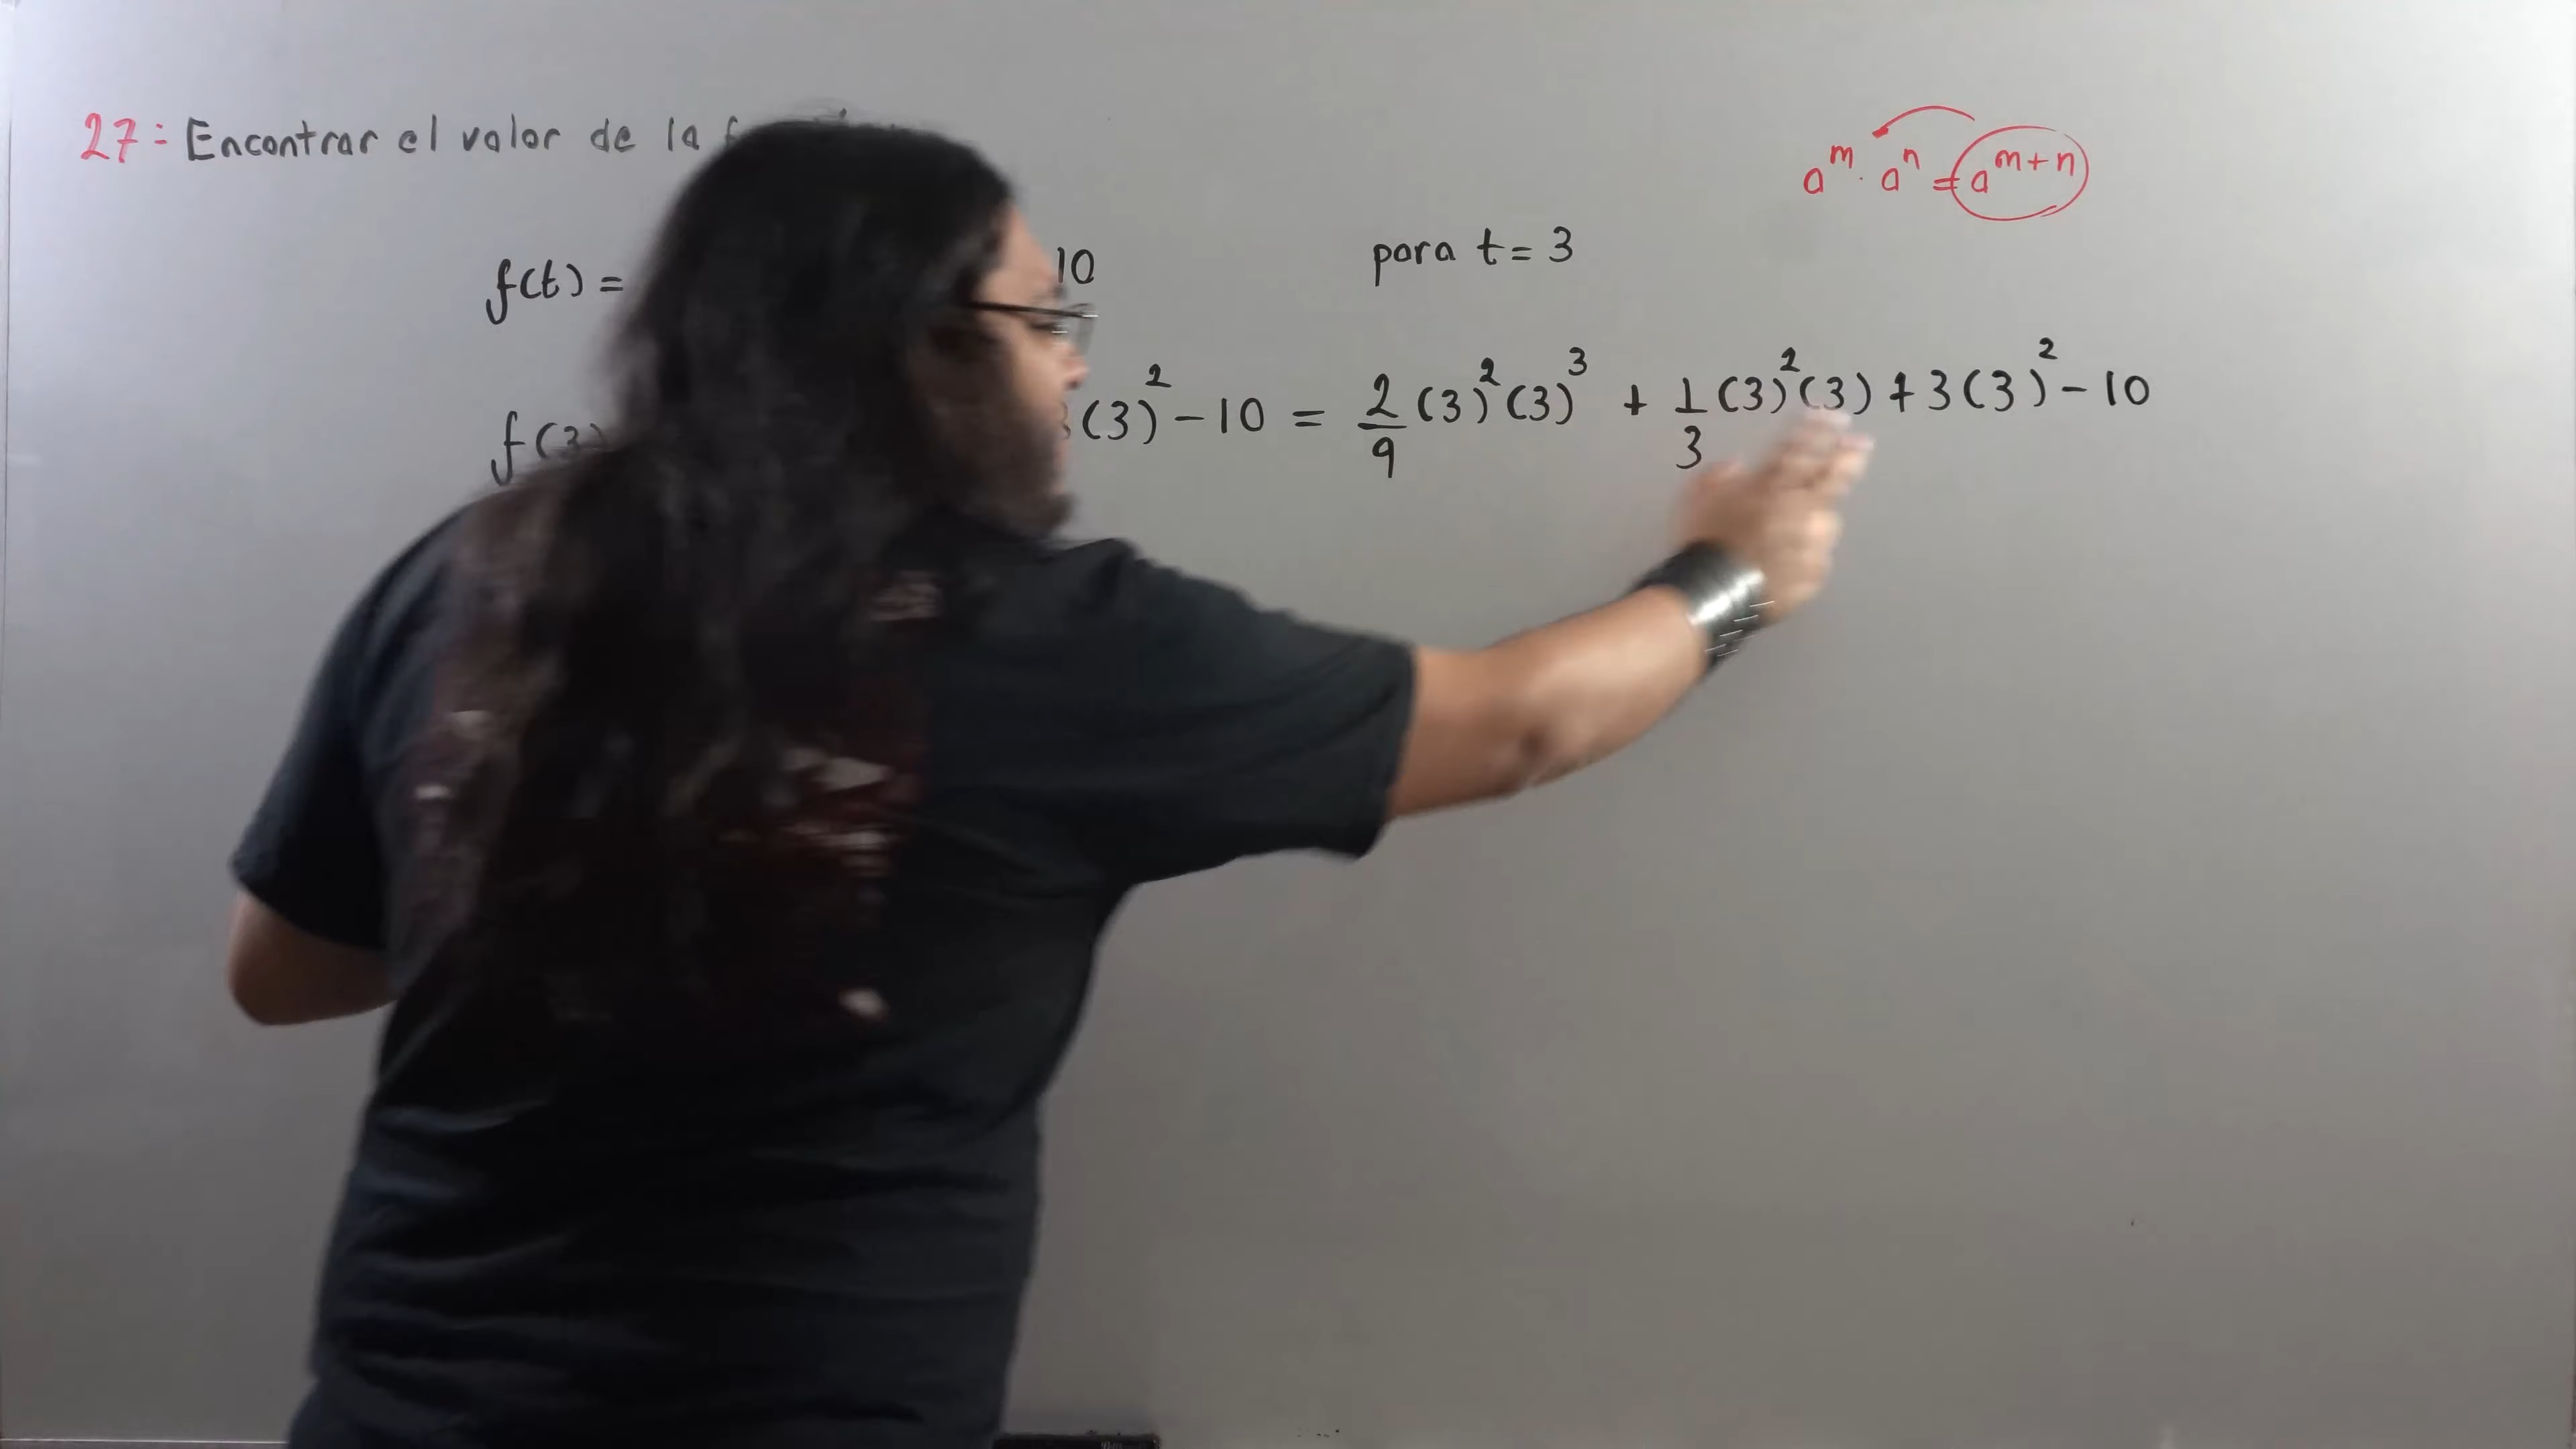 27: Encontrar el valor de la
a^m · a^n = a^{m+n}
f(t) = 10 para t = 3
f(3) (3)^2 - 10 = 2/9 (3)^2 (3)^3 + 1/3 (3)^2 (3) + 3(3)^2 - 10